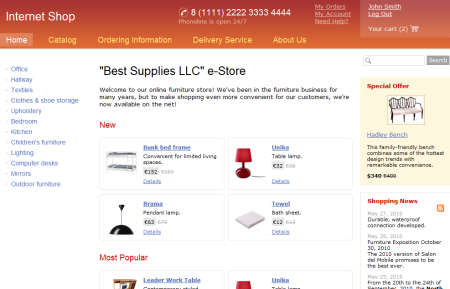 Internet Shop
8 (1111) 2222 3333 4444
Phoneline is open 24/7
My Orders
My Account
Need Help?
John Smith
Log Out
Your cart (2)
Home
Catalog
Ordering Information
Delivery Service
About Us
Office
Hallway
Textiles
Clothes & shoe storage
Upholstery
Bedroom
Kitchen
Children's furniture
Lighting
Computer desks
Mirrors
Outdoor furniture
"Best Supplies LLC" e-Store
Welcome to our online furniture store! We've been in the furniture business for
many years, but to make shopping even more convenient for our customers, we're
now available on the net!
New
Bunk bed frame
Convenient for limited living
spaces.
€152 €169
Details
Unika
Table lamp.
€12
Details
Brama
Pendant lamp.
€63
Details
Towel
Bath sheet.
€12
Details
Most Popular
Leader Work Table
Unika
Table lamp.
Search
Special Offer
Hadley Bench
This family-friendly bench
combines some of the hottest
design trends with
remarkable convenience.
$340 €400
Shopping News
May 27, 2010
Durable, waterproof
connection developed.
May 26, 2010
Furniture Exposition October
30, 2010
The 2010 version of Salon
del Mobile promises to be
the best ever.
May 25, 2010
From the 20th to the 24th of
September, 2010, the North